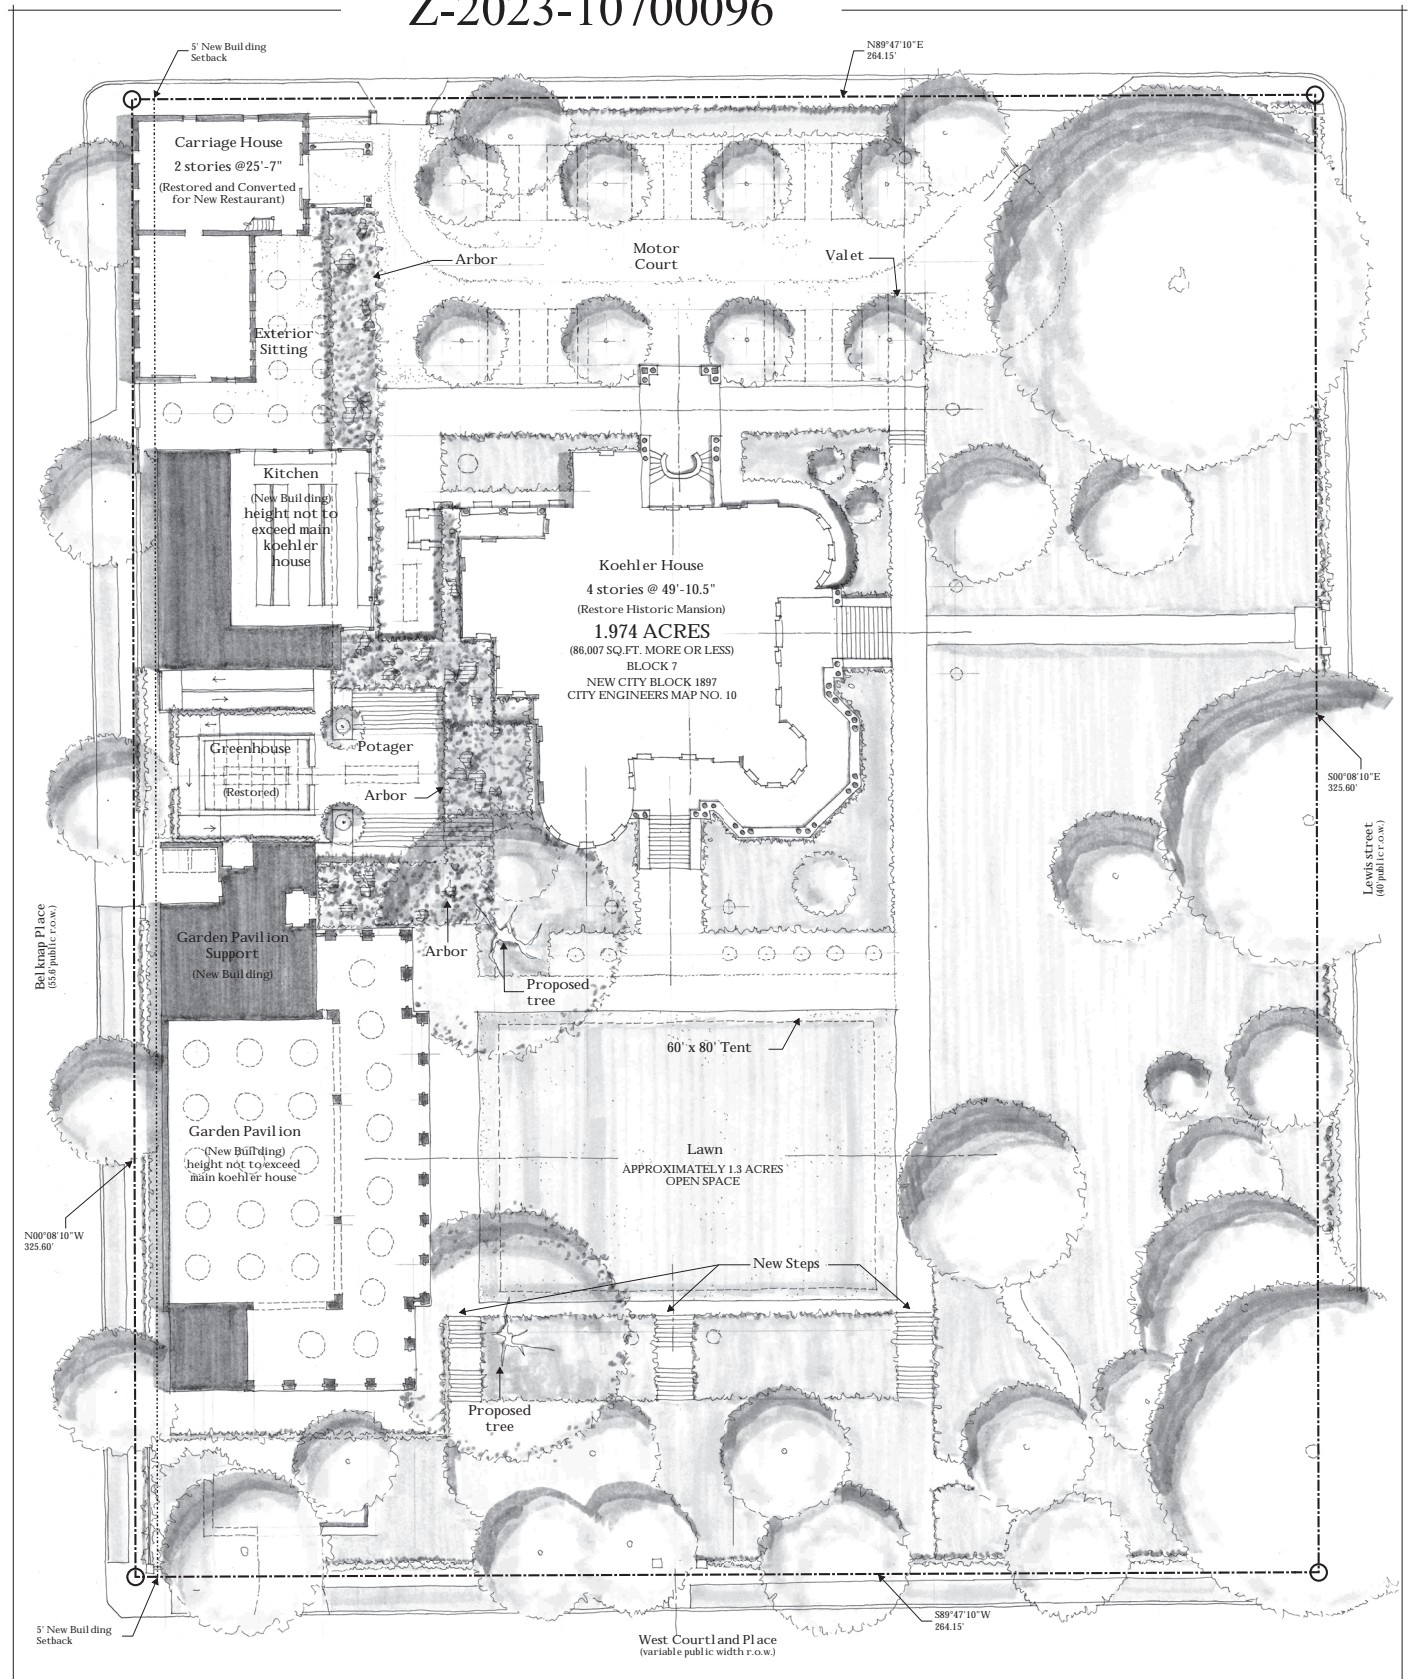 Z-2023-10700096
5' New Building
Setback
N89°47'10"E
264.15'
Carriage House
2 stories @25'-7"
(Restored and Converted
for New Restaurant)
Arbor
Motor
Court
Valet
Exterior
Sitting
Kitchen
(New Building)
height not to
exceed main
koehler
house
Koehler House
4 stories @ 49'-10.5"
(Restore Historic Mansion)
1.974 ACRES
(86,007 SQ.FT. MORE OR LESS)
BLOCK 7
NEW CITY BLOCK 1897
CITY ENGINEERS MAP NO. 10
Greenhouse
(Restored)
Potager
Arbor
S00°08'10"E
325.60'
Lewis street
(40' public r.o.w.)
Belknap Place
(55.6' public r.o.w.)
Garden Pavilion
Support
(New Building)
Arbor
Proposed
tree
60' x 80' Tent
Garden Pavilion
(New Building)
height not to exceed
main koehler house
Lawn
APPROXIMATELY 1.3 ACRES
OPEN SPACE
N00°08'10"W
325.60'
New Steps
Proposed
tree
5' New Building
Setback
S89°47'10"W
264.15'
West Courtland Place
(variable public width r.o.w.)